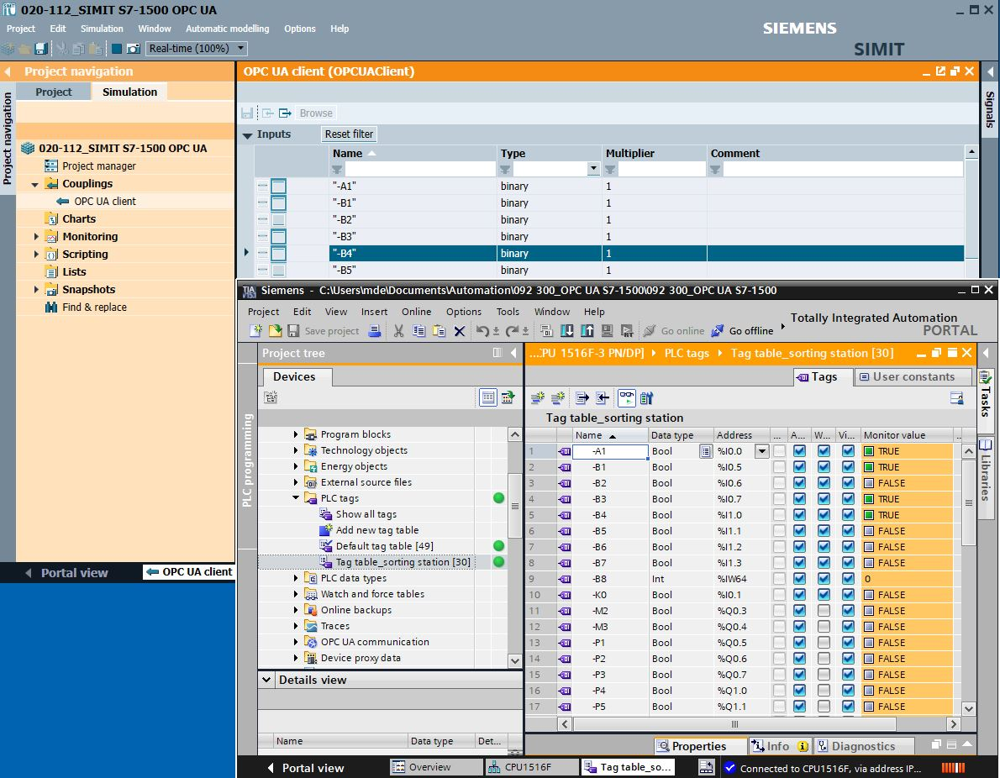 020-112_SIMIT S7-1500 OPC UA
Project Edit Simulation Window Automatic modelling Options Help
SIEMENS
SIMIT
Real-time (100%)
Project navigation
Project Simulation
Project navigation
020-112_SIMIT S7-1500 OPC UA
Project manager
Couplings
OPC UA client
Charts
Monitoring
Scripting
Lists
Snapshots
Find & replace
Portal view OPC UA client
OPC UA client (OPCUAClient)
Signals
Browse
Inputs Reset filter
Name Type Multiplier Comment
"-A1" binary 1
"-B1" binary 1
"-B2" binary 1
"-B3" binary 1
"-B4" binary 1
"-B5" binary 1
Siemens - C:\Users\mde\Documents\Automation\092 300_OPC UA S7-1500\092 300_OPC UA S7-1500
Project Edit View Insert Online Options Tools Window Help
Totally Integrated Automation
PORTAL
Save project Go online Go offline
Project tree
Devices
PLC programming
Program blocks
Technology objects
Energy objects
External source files
PLC tags
Show all tags
Add new tag table
Default tag table [49]
Tag table_sorting station [30]
PLC data types
Watch and force tables
Online backups
Traces
OPC UA communication
Device proxy data
Details view
Name Data type Det...
...CPU 1516F-3 PN/DP] PLC tags Tag table_sorting station [30]
Tags User constants
Tasks
Libraries
Tag table_sorting station
Name Data type Address ... A... W... Vi... Monitor value ..
1 -A1 Bool %I0.0 TRUE
2 -B1 Bool %I0.5 TRUE
3 -B2 Bool %I0.6 FALSE
4 -B3 Bool %I0.7 TRUE
5 -B4 Bool %I1.0 TRUE
6 -B5 Bool %I1.1 FALSE
7 -B6 Bool %I1.2 FALSE
8 -B7 Bool %I1.3 FALSE
9 -B8 Int %IW64 0
10 -K0 Bool %I0.1 FALSE
11 -M2 Bool %Q0.3 FALSE
12 -M3 Bool %Q0.4 FALSE
13 -P1 Bool %Q0.5 FALSE
14 -P2 Bool %Q0.6 FALSE
15 -P3 Bool %Q0.7 FALSE
16 -P4 Bool %Q1.0 FALSE
17 -P5 Bool %Q1.1 FALSE
Properties Info Diagnostics
Portal view Overview CPU1516F Tag table_so... Connected to CPU1516F, via address IP...